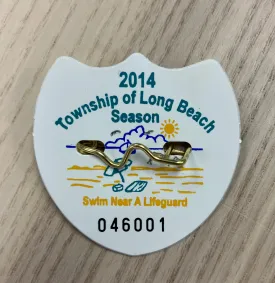 2014
Township of Long Beach
Season
Swim Near A Lifeguard
046001